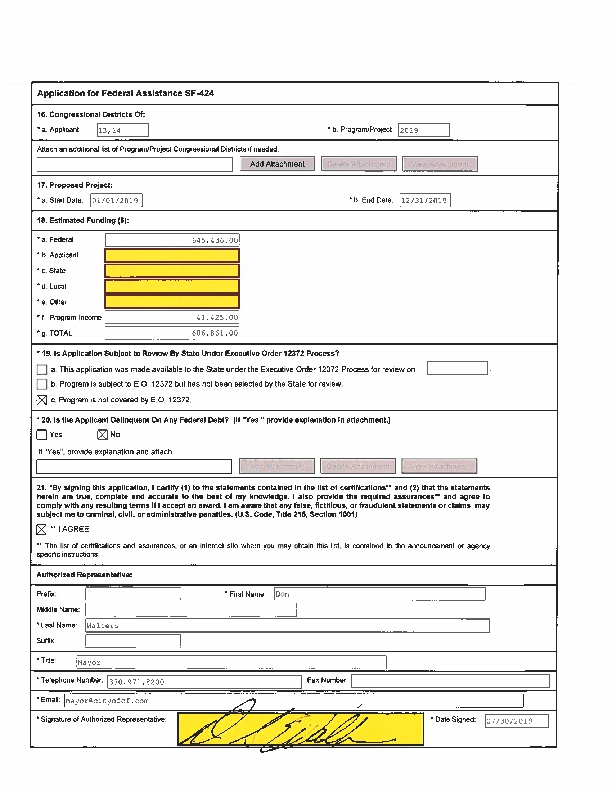 Application for Federal Assistance SF-424
16. Congressional Districts Of:
* a. Applicant 13,14 * b. Program/Project 2019
Attach an additional list of Program/Project Congressional Districts if needed.
Add Attachment Delete Attachment View Attachment
17. Proposed Project:
* a. Start Date: /01/2019 * b. End Date: 12/31/2019
18. Estimated Funding ($):
* a. Federal 645,436.00
* b. Applicant
* c. State
* d. Local
* e. Other
* f. Program Income 41,425.00
* g. TOTAL 686,861.00
* 19. Is Application Subject to Review By State Under Executive Order 12372 Process?
a. This application was made available to the State under the Executive Order 12372 Process for review on .
b. Program is subject to E.O. 12372 but has not been selected by the State for review.
c. Program is not covered by E.O. 12372.
* 20. Is the Applicant Delinquent On Any Federal Debt? (If "Yes," provide explanation in attachment.)
Yes No
If "Yes", provide explanation and attach
Add Attachment Delete Attachment View Attachment
21. *By signing this application, I certify (1) to the statements contained in the list of certifications** and (2) that the statements
herein are true, complete and accurate to the best of my knowledge. I also provide the required assurances** and agree to
comply with any resulting terms if I accept an award. I am aware that any false, fictitious, or fraudulent statements or claims may
subject me to criminal, civil, or administrative penalties. (U.S. Code, Title 218, Section 1001)
** I AGREE
** The list of certifications and assurances, or an internet site where you may obtain this list, is contained in the announcement or agency
specific instructions.
Authorized Representative:
Prefix: * First Name: Don
Middle Name:
* Last Name: Walters
Suffix:
* Title: Mayor
* Telephone Number: 330.971.8200 Fax Number:
* Email: mayor@cityofcf.com
* Signature of Authorized Representative: * Date Signed: 07/30/2019